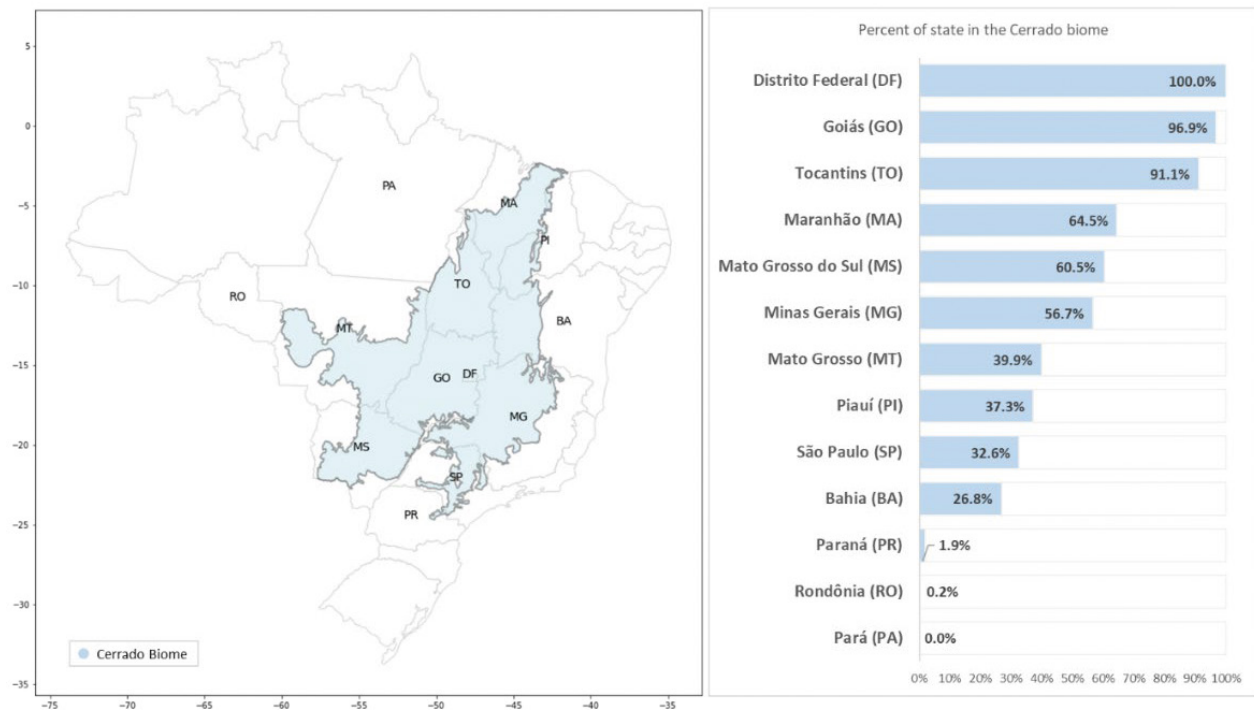 5
0
−5
−10
−15
−20
−25
−30
−35
PA
MA
PI
TO
RO
BA
MT
GO
DF
MG
MS
SP
PR
Cerrado Biome
−75
−70
−65
−60
−55
−50
−45
−40
−35
Percent of state in the Cerrado biome
Distrito Federal (DF) 100.0%
Goiás (GO) 96.9%
Tocantins (TO) 91.1%
Maranhão (MA) 64.5%
Mato Grosso do Sul (MS) 60.5%
Minas Gerais (MG) 56.7%
Mato Grosso (MT) 39.9%
Piauí (PI) 37.3%
São Paulo (SP) 32.6%
Bahia (BA) 26.8%
Paraná (PR) 1.9%
Rondônia (RO) 0.2%
Pará (PA) 0.0%
0% 10% 20% 30% 40% 50% 60% 70% 80% 90% 100%